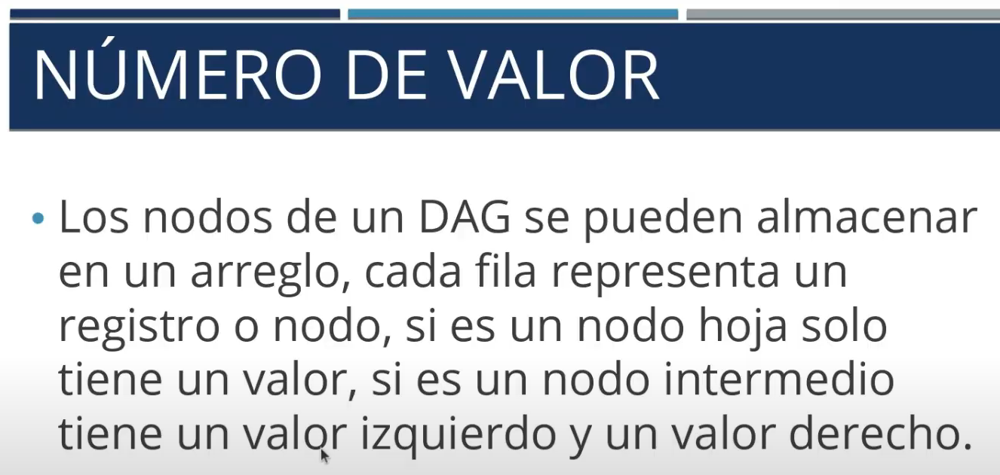 NÚMERO DE VALOR
• Los nodos de un DAG se pueden almacenar
en un arreglo, cada fila representa un
registro o nodo, si es un nodo hoja solo
tiene un valor, si es un nodo intermedio
tiene un valor izquierdo y un valor derecho.